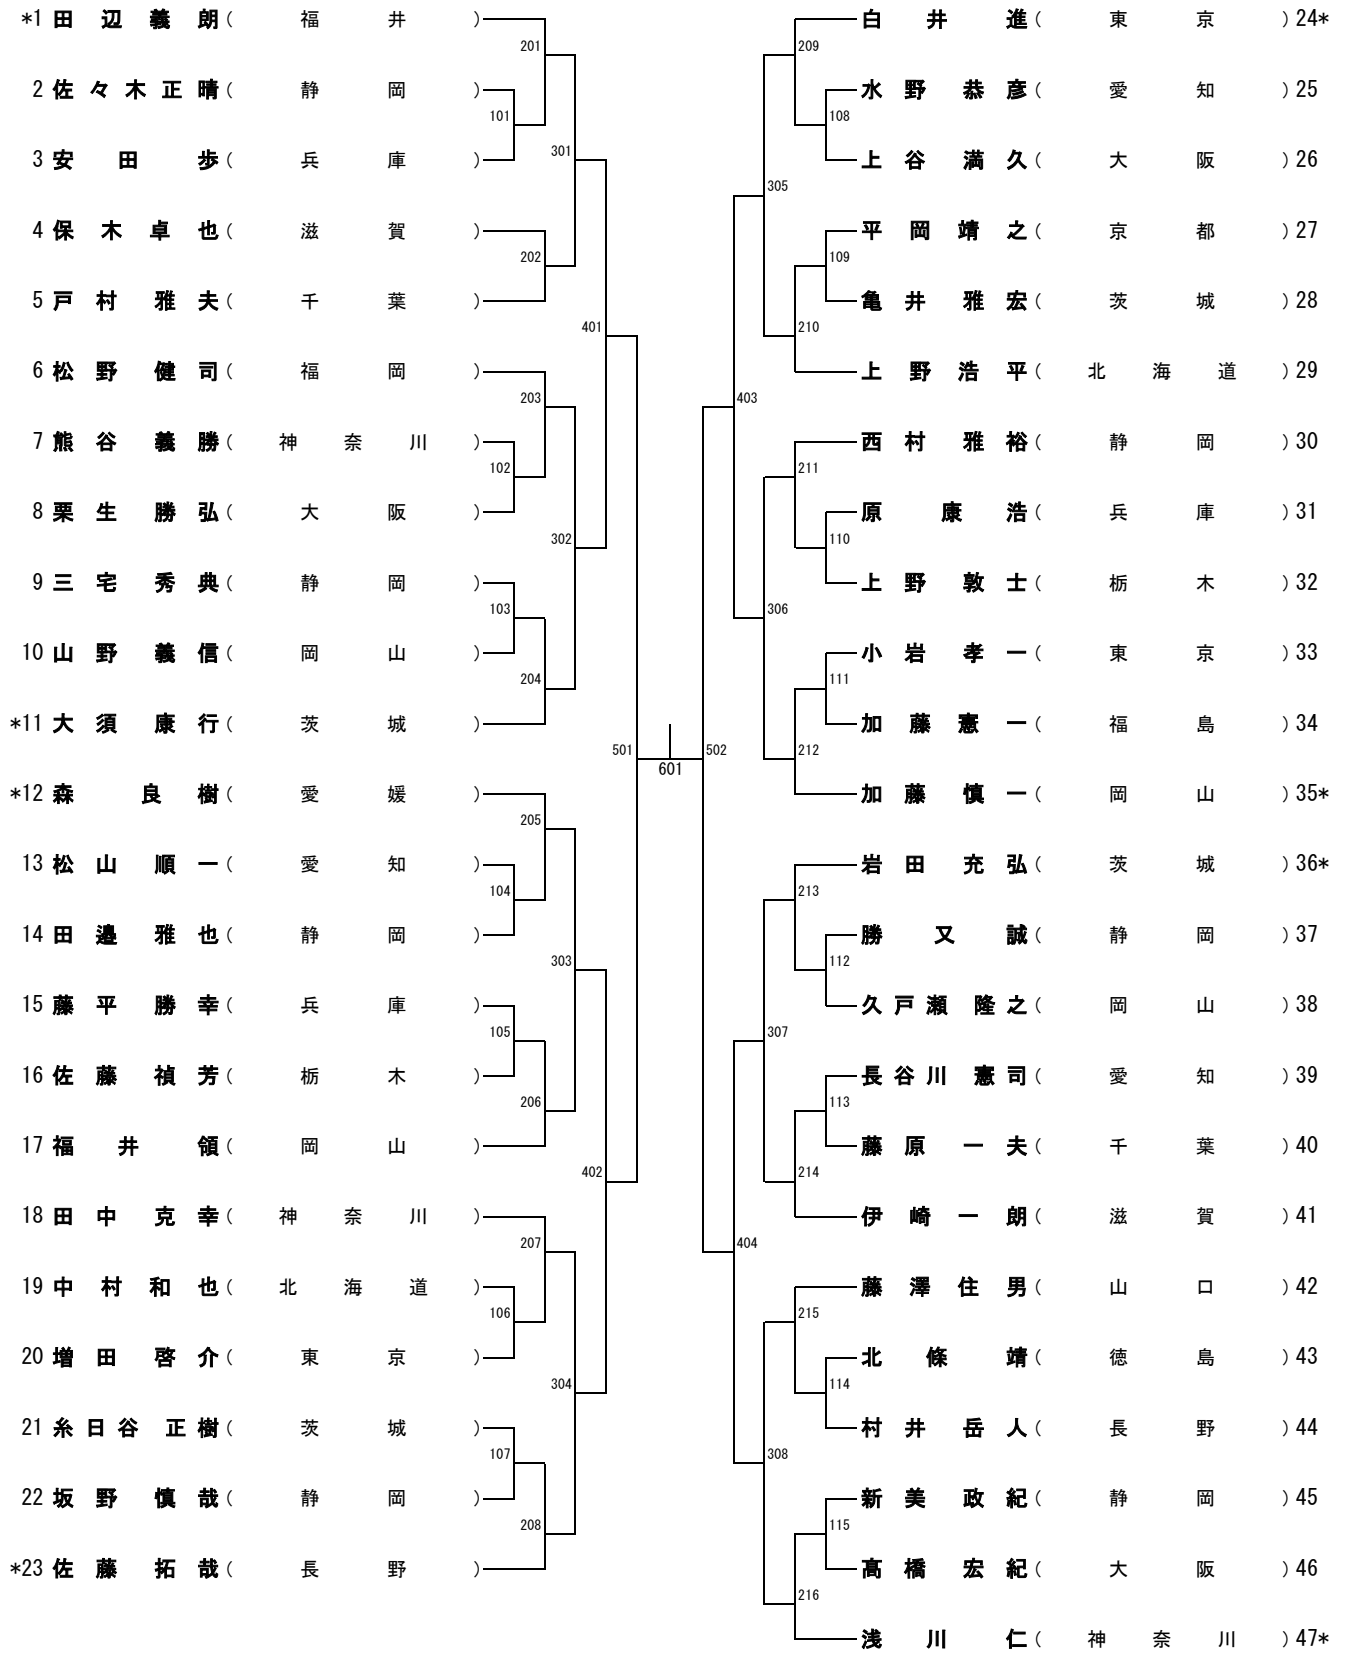 *1 田辺義朗(福井)
201
2 佐々木正晴(静岡)
101
3 安田歩(兵庫)
301
4 保木卓也(滋賀)
202
5 戸村雅夫(千葉)
401
6 松野健司(福岡)
203
7 熊谷義勝(神奈川)
102
8 栗生勝弘(大阪)
302
9 三宅秀典(静岡)
103
10 山野義信(岡山)
204
*11 大須康行(茨城)
501
601
*12 森良樹(愛媛)
205
13 松山順一(愛知)
104
14 田邉雅也(静岡)
303
15 藤平勝幸(兵庫)
105
16 佐藤禎芳(栃木)
206
17 福井領(岡山)
402
18 田中克幸(神奈川)
207
19 中村和也(北海道)
106
20 増田啓介(東京)
304
21 糸日谷正樹(茨城)
107
22 坂野慎哉(静岡)
208
*23 佐藤拓哉(長野)
白井進(東京)24*
209
水野恭彦(愛知)25
108
上谷満久(大阪)26
305
平岡靖之(京都)27
109
亀井雅宏(茨城)28
210
上野浩平(北海道)29
403
西村雅裕(静岡)30
211
原康浩(兵庫)31
110
上野敦士(栃木)32
306
小岩孝一(東京)33
111
加藤憲一(福島)34
502
212
加藤慎一(岡山)35*
岩田充弘(茨城)36*
213
勝又誠(静岡)37
112
久戸瀬隆之(岡山)38
307
長谷川憲司(愛知)39
113
藤原一夫(千葉)40
214
伊崎一朗(滋賀)41
404
藤澤住男(山口)42
215
北條靖(徳島)43
114
村井岳人(長野)44
308
新美政紀(静岡)45
115
髙橋宏紀(大阪)46
216
浅川仁(神奈川)47*